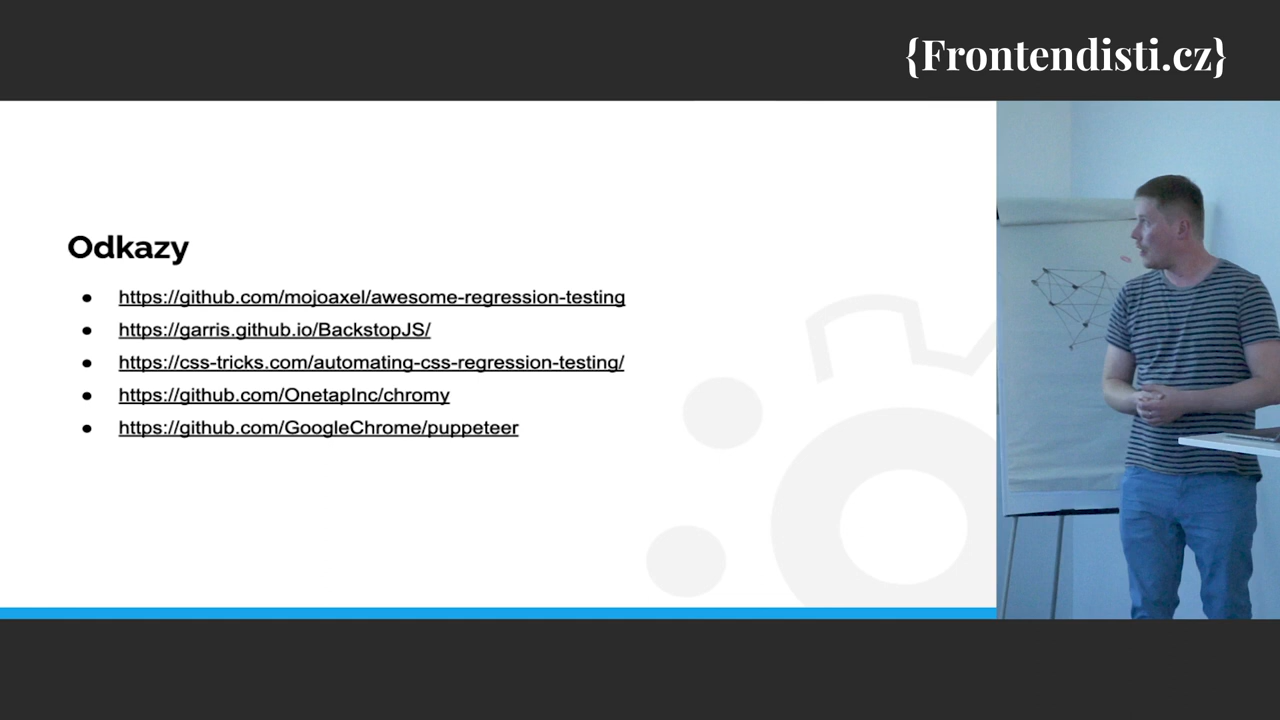 {Frontendisti.cz}
Odkazy
● https://github.com/mojoaxel/awesome-regression-testing
● https://garris.github.io/BackstopJS/
● https://css-tricks.com/automating-css-regression-testing/
● https://github.com/OnetapInc/chromy
● https://github.com/GoogleChrome/puppeteer